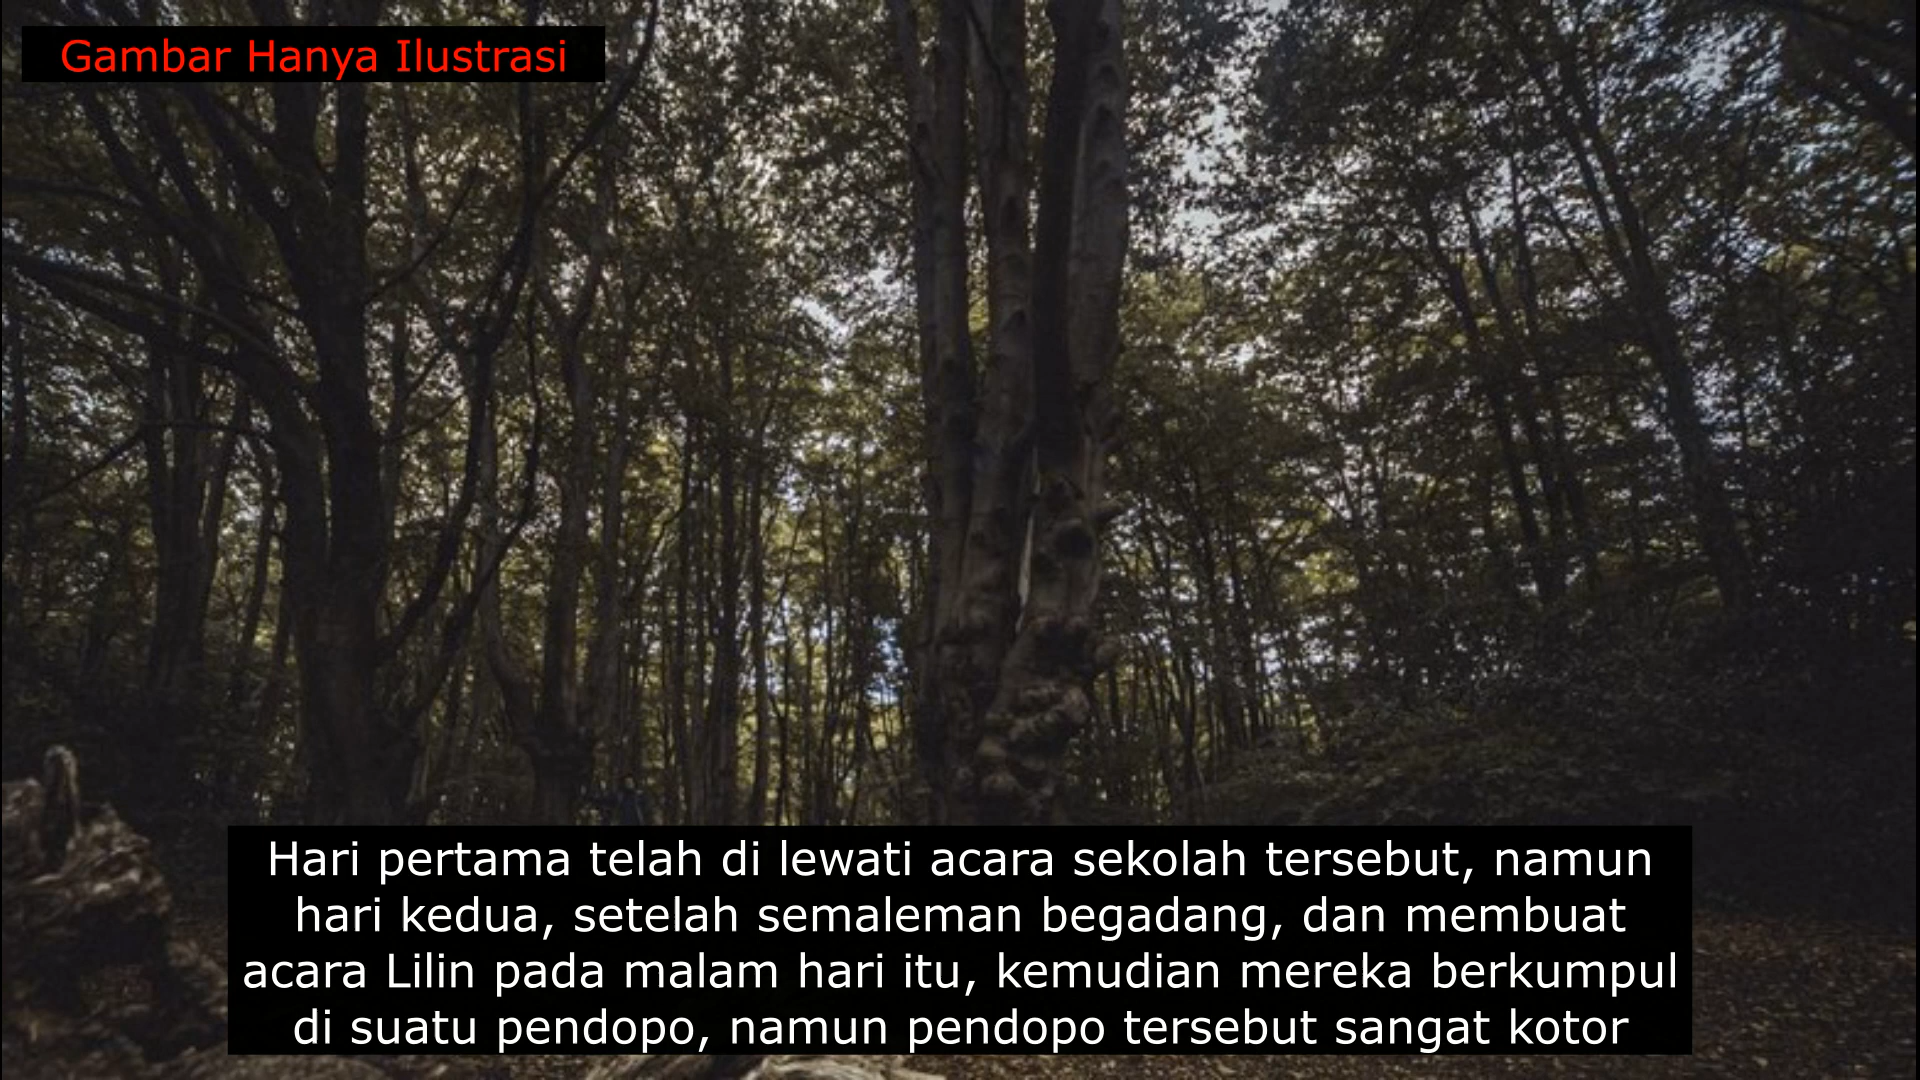 Gambar Hanya Ilustrasi
Hari pertama telah di lewati acara sekolah tersebut, namun
hari kedua, setelah semaleman begadang, dan membuat
acara Lilin pada malam hari itu, kemudian mereka berkumpul
di suatu pendopo, namun pendopo tersebut sangat kotor